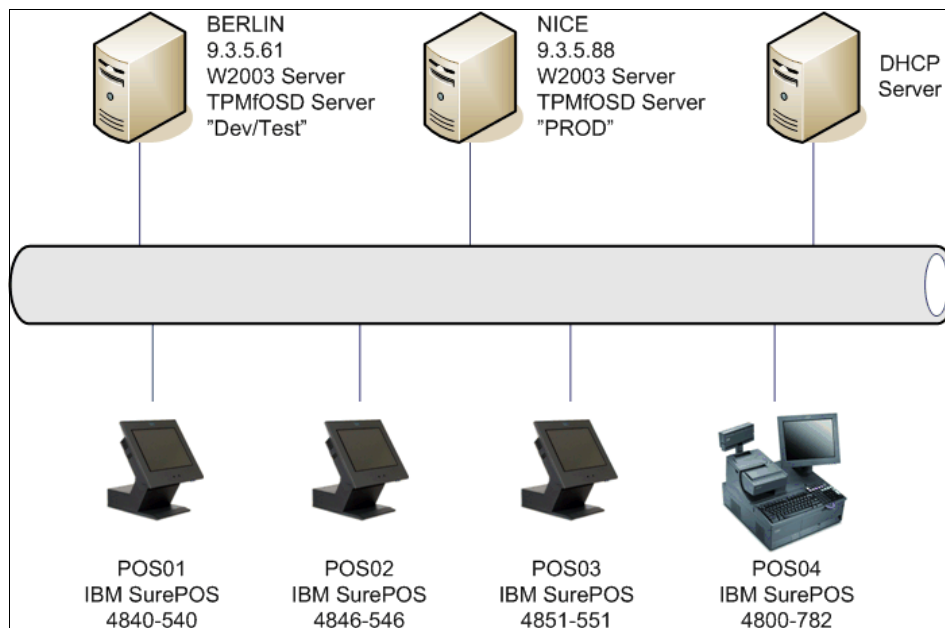 BERLIN
9.3.5.61
W2003 Server
TPMfOSD Server
"Dev/Test"
NICE
9.3.5.88
W2003 Server
TPMfOSD Server
"PROD"
DHCP
Server
POS01
IBM SurePOS
4840-540
POS02
IBM SurePOS
4846-546
POS03
IBM SurePOS
4851-551
POS04
IBM SurePOS
4800-782